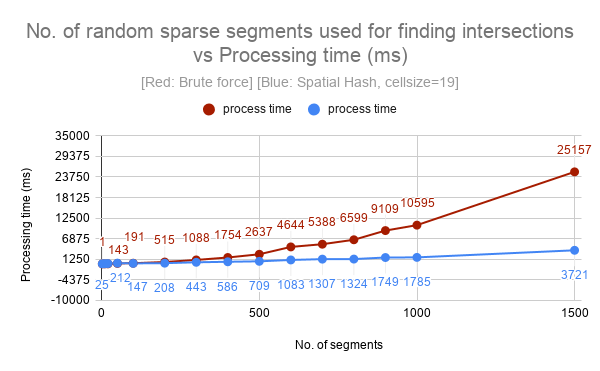 No. of random sparse segments used for finding intersections
vs Processing time (ms)
[Red: Brute force] [Blue: Spatial Hash, cellsize=19]
process time process time
Processing time (ms)
35000
29375
23750
18125
12500
6875
1250
-4375
-10000
1 143 191 515 1088 1754 2637 4644 5388 6599 9109 10595 25157
25 212 147 208 443 586 709 1083 1307 1324 1749 1785 3721
0 500 1000 1500
No. of segments